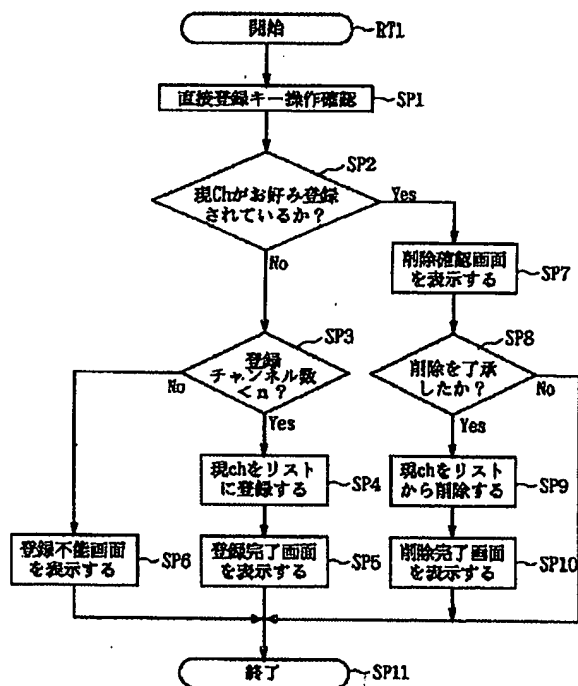 開始
RT1
直接登録キー操作確認
SP1
SP2
現Chがお好み登録
されているか?
Yes
No
削除確認画面
を表示する
SP7
SP3
登録
チャンネル数
<n?
No
Yes
SP8
削除を了承
したか?
No
Yes
現chをリスト
に登録する
SP4
現chをリスト
から削除する
SP9
登録不能画面
を表示する
SP6
登録完了画面
を表示する
SP5
削除完了画面
を表示する
SP10
終了
SP11